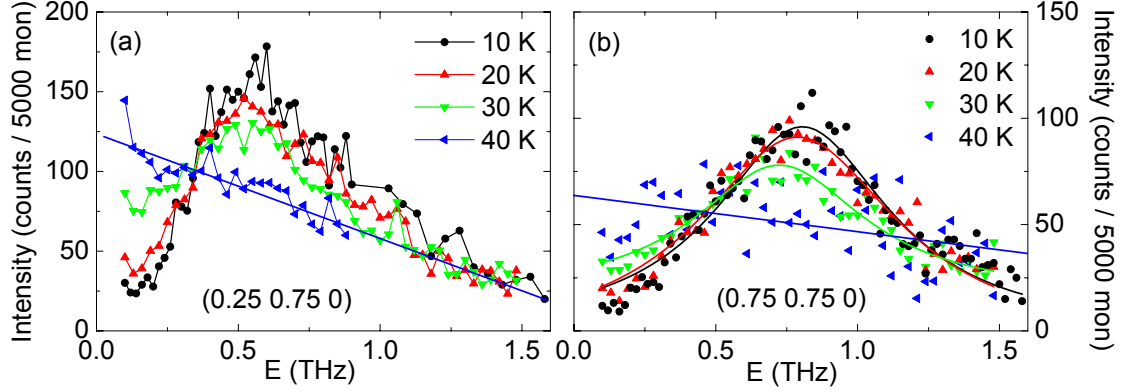 Intensity (counts / 5000 mon)
200
150
100
50
0
(a)
10 K
20 K
30 K
40 K
(0.25 0.75 0)
0.0
0.5
1.0
1.5
E (THz)
(b)
10 K
20 K
30 K
40 K
(0.75 0.75 0)
0.0
0.5
1.0
1.5
E (THz)
150
100
50
0
Intensity (counts / 5000 mon)